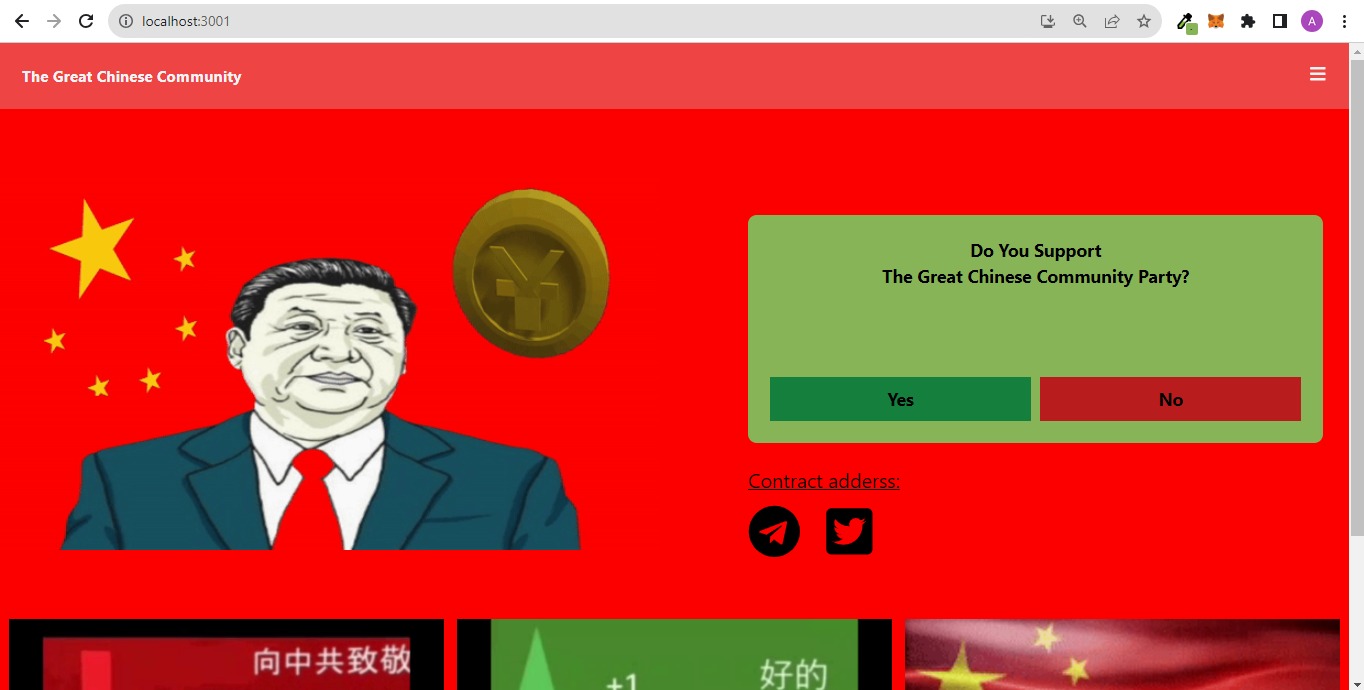 localhost:3001
A
The Great Chinese Community
Do You Support
The Great Chinese Community Party?
Yes
No
Contract adderss:
向中共致敬
+1
好的